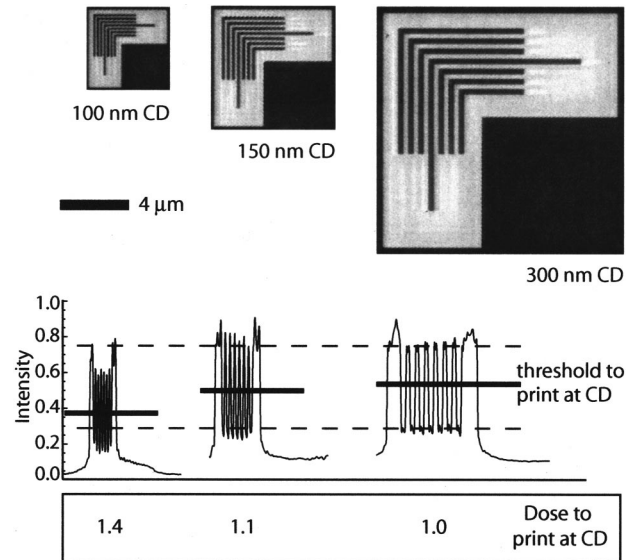 100 nm CD
150 nm CD
300 nm CD
4 μm
Intensity
1.0
0.8
0.6
0.4
0.2
0.0
threshold to
print at CD
1.4
1.1
1.0
Dose to
print at CD